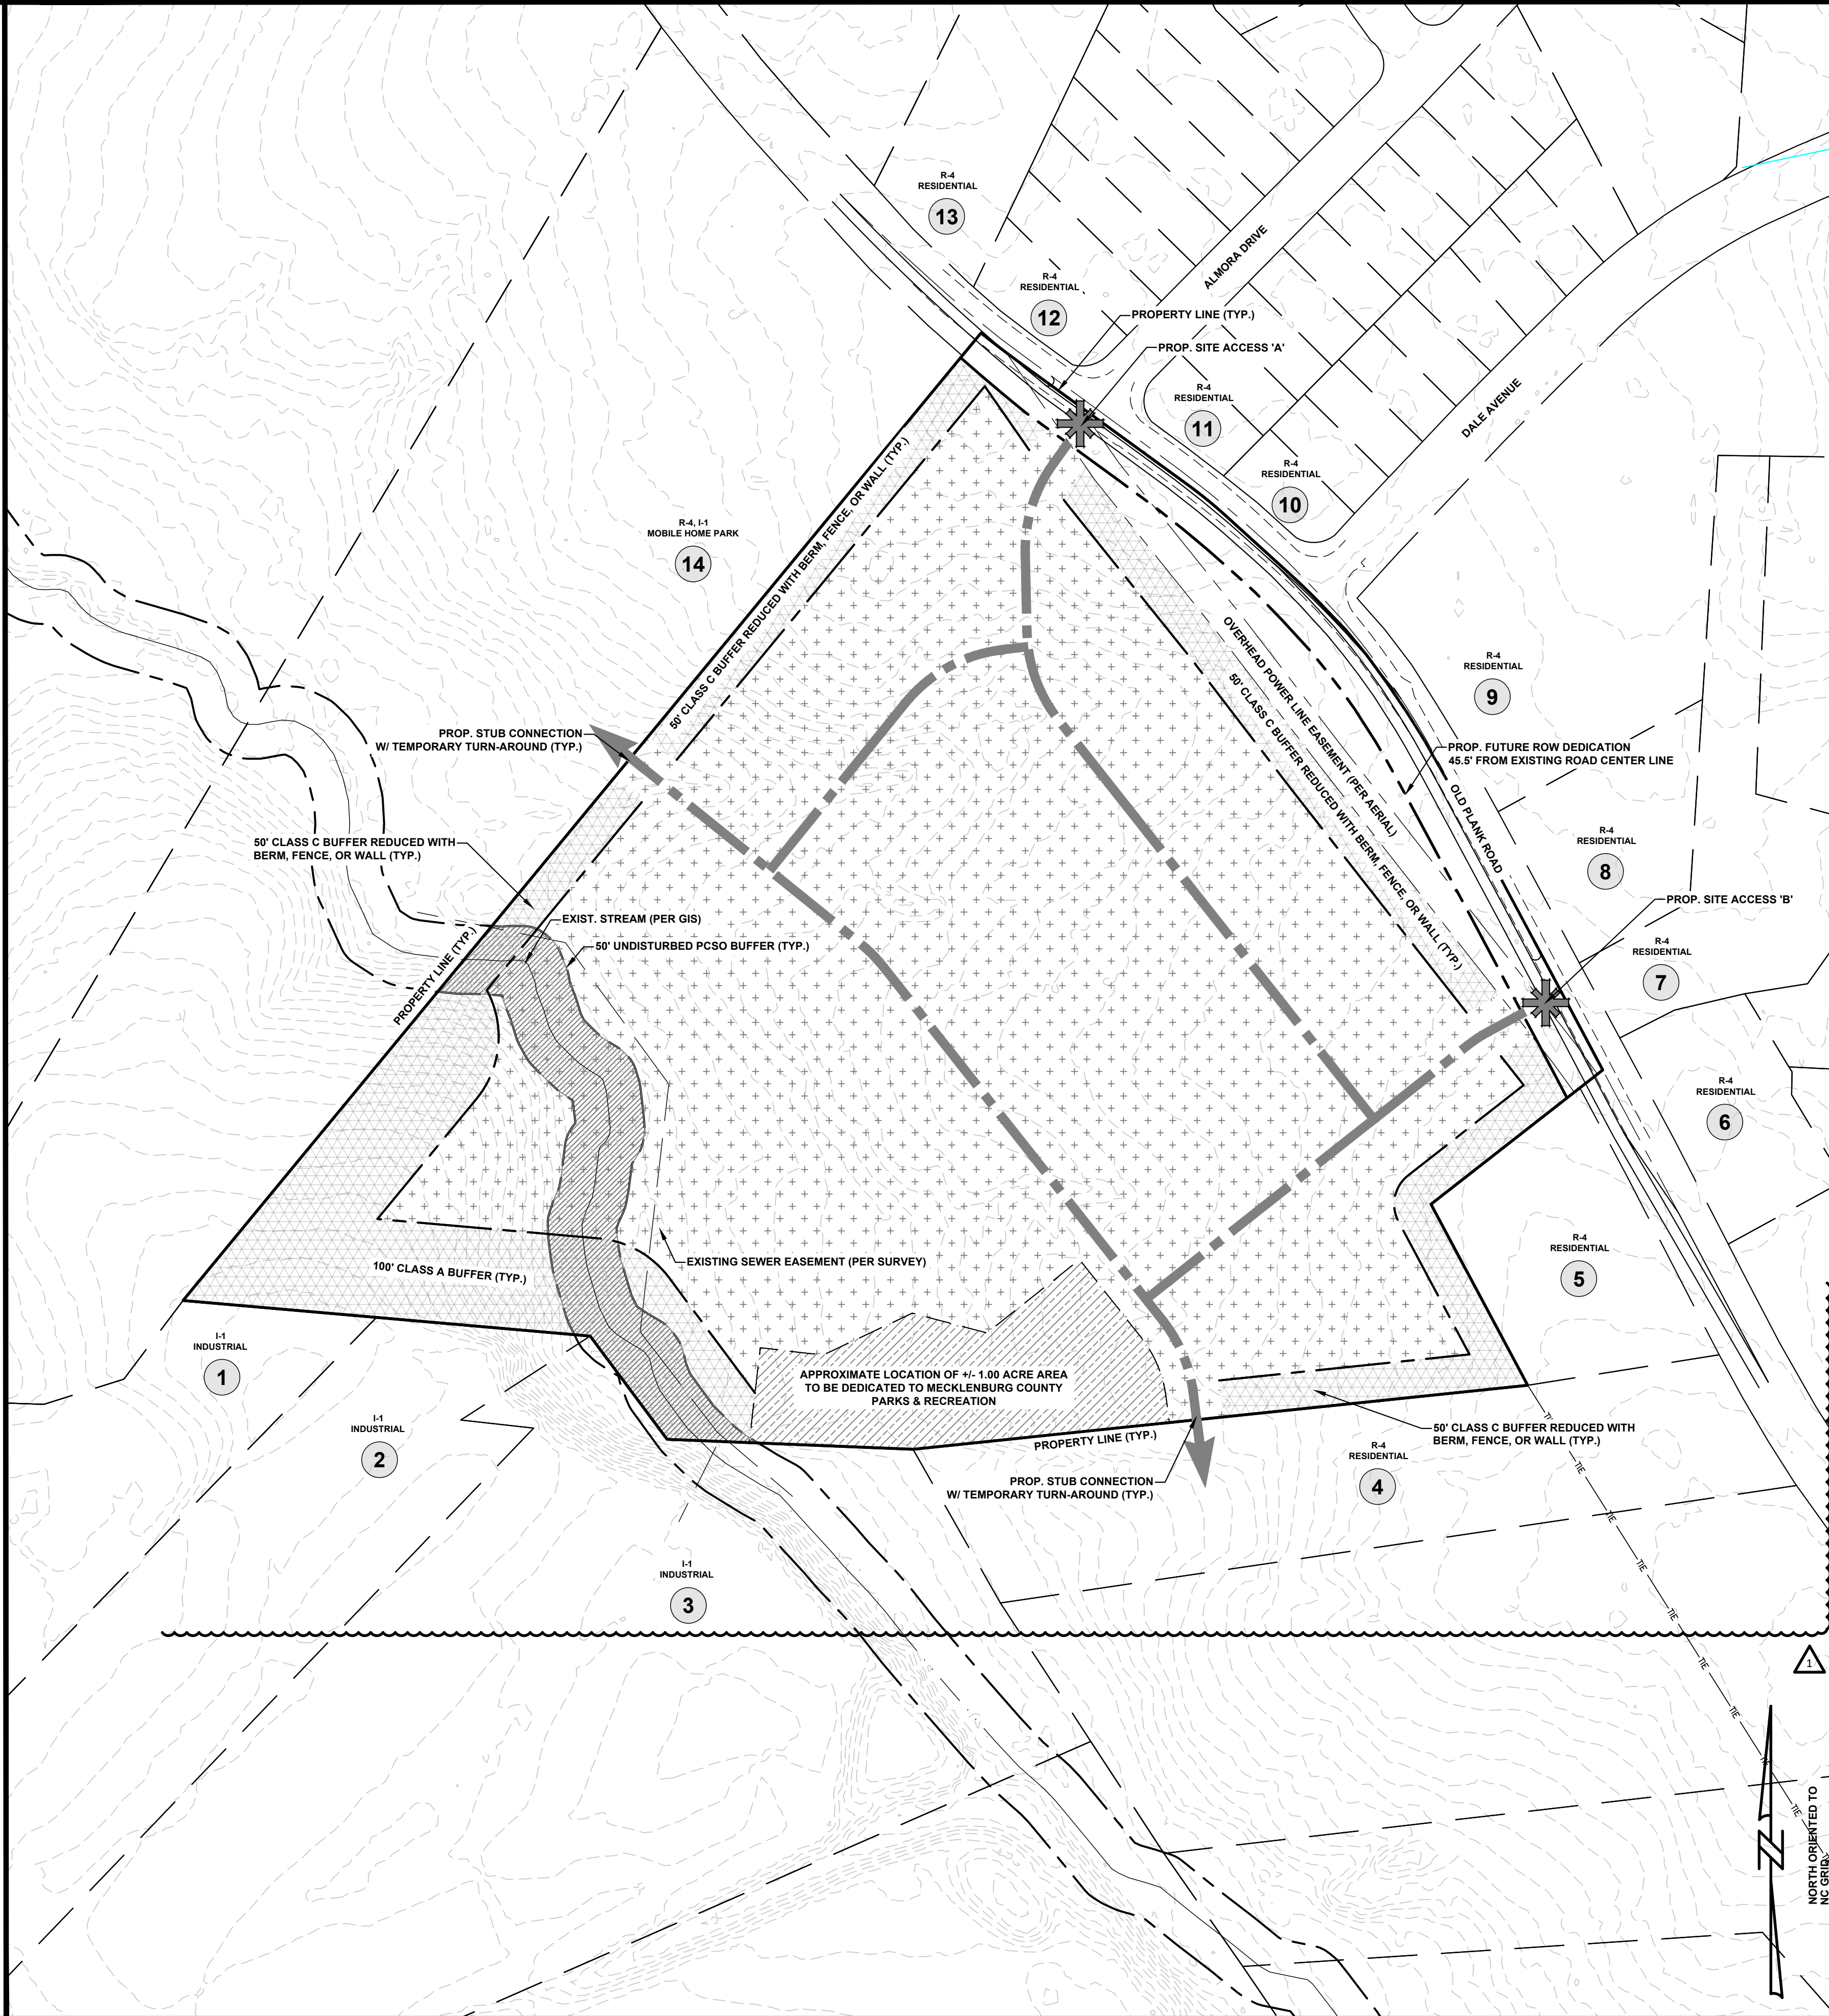 R-4
RESIDENTIAL
13
R-4
RESIDENTIAL
12
ALMORA DRIVE
PROPERTY LINE (TYP.)
PROP. SITE ACCESS 'A'
R-4
RESIDENTIAL
11
DALE AVENUE
R-4
RESIDENTIAL
10
R-4, I-1
MOBILE HOME PARK
14
50' CLASS C BUFFER REDUCED WITH BERM, FENCE, OR WALL (TYP.)
OVERHEAD POWER LINE EASEMENT (PER AERIAL)
50' CLASS C BUFFER REDUCED WITH BERM, FENCE, OR WALL (TYP.)
R-4
RESIDENTIAL
9
PROP. STUB CONNECTION
W/ TEMPORARY TURN-AROUND (TYP.)
PROP. FUTURE ROW DEDICATION
45.5' FROM EXISTING ROAD CENTER LINE
OLD PLANK ROAD
R-4
RESIDENTIAL
8
50' CLASS C BUFFER REDUCED WITH
BERM, FENCE, OR WALL (TYP.)
PROP. SITE ACCESS 'B'
EXIST. STREAM (PER GIS)
50' UNDISTURBED PCSO BUFFER (TYP.)
PROPERTY LINE (TYP.)
R-4
RESIDENTIAL
7
R-4
RESIDENTIAL
6
R-4
RESIDENTIAL
5
EXISTING SEWER EASEMENT (PER SURVEY)
100' CLASS A BUFFER (TYP.)
I-1
INDUSTRIAL
1
APPROXIMATE LOCATION OF +/- 1.00 ACRE AREA
TO BE DEDICATED TO MECKLENBURG COUNTY
PARKS & RECREATION
I-1
INDUSTRIAL
2
PROPERTY LINE (TYP.)
50' CLASS C BUFFER REDUCED WITH
BERM, FENCE, OR WALL (TYP.)
R-4
RESIDENTIAL
4
PROP. STUB CONNECTION
W/ TEMPORARY TURN-AROUND (TYP.)
I-1
INDUSTRIAL
3
TIE
TIE
TIE
TIE
TIE
TIE
TIE
TIE
TIE
1
N
NORTH ORIENTED TO
NC GRID